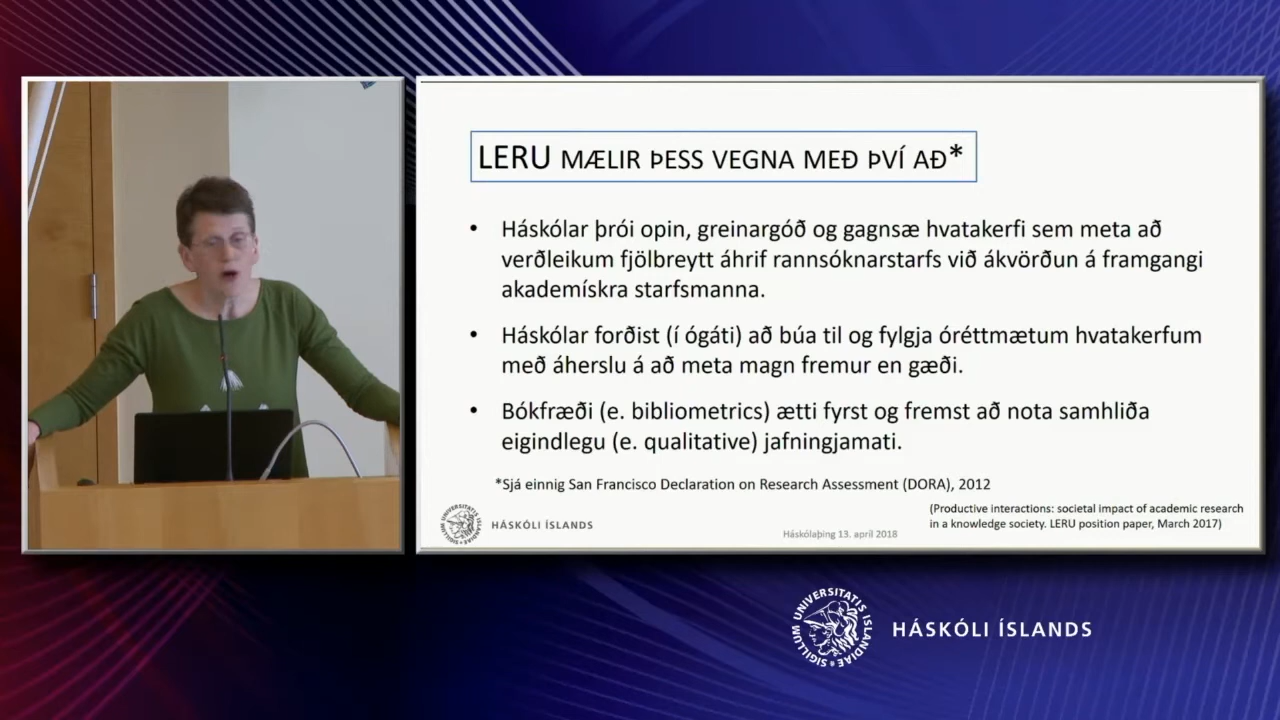 LERU MÆLIR ÞESS VEGNA MEÐ ÞVÍ AÐ*
• Háskólar þrói opin, greinargóð og gagnsæ hvatakerfi sem meta að
verðleikum fjölbreytt áhrif rannsóknarstarfs við ákvörðun á framgangi
akademískra starfsmanna.
• Háskólar forðist (í ógáti) að búa til og fylgja óréttmætum hvatakerfum
með áherslu á að meta magn fremur en gæði.
• Bókfræði (e. bibliometrics) ætti fyrst og fremst að nota samhliða
eigindlegu (e. qualitative) jafningjamati.
*Sjá einnig San Francisco Declaration on Research Assessment (DORA), 2012
(Productive interactions: societal impact of academic research
in a knowledge society. LERU position paper, March 2017)
HÁSKÓLI ÍSLANDS
Háskólaþing 13. apríl 2018
SIGILLUM UNIVERSITATIS ISLANDIAE
HÁSKÓLI ÍSLANDS